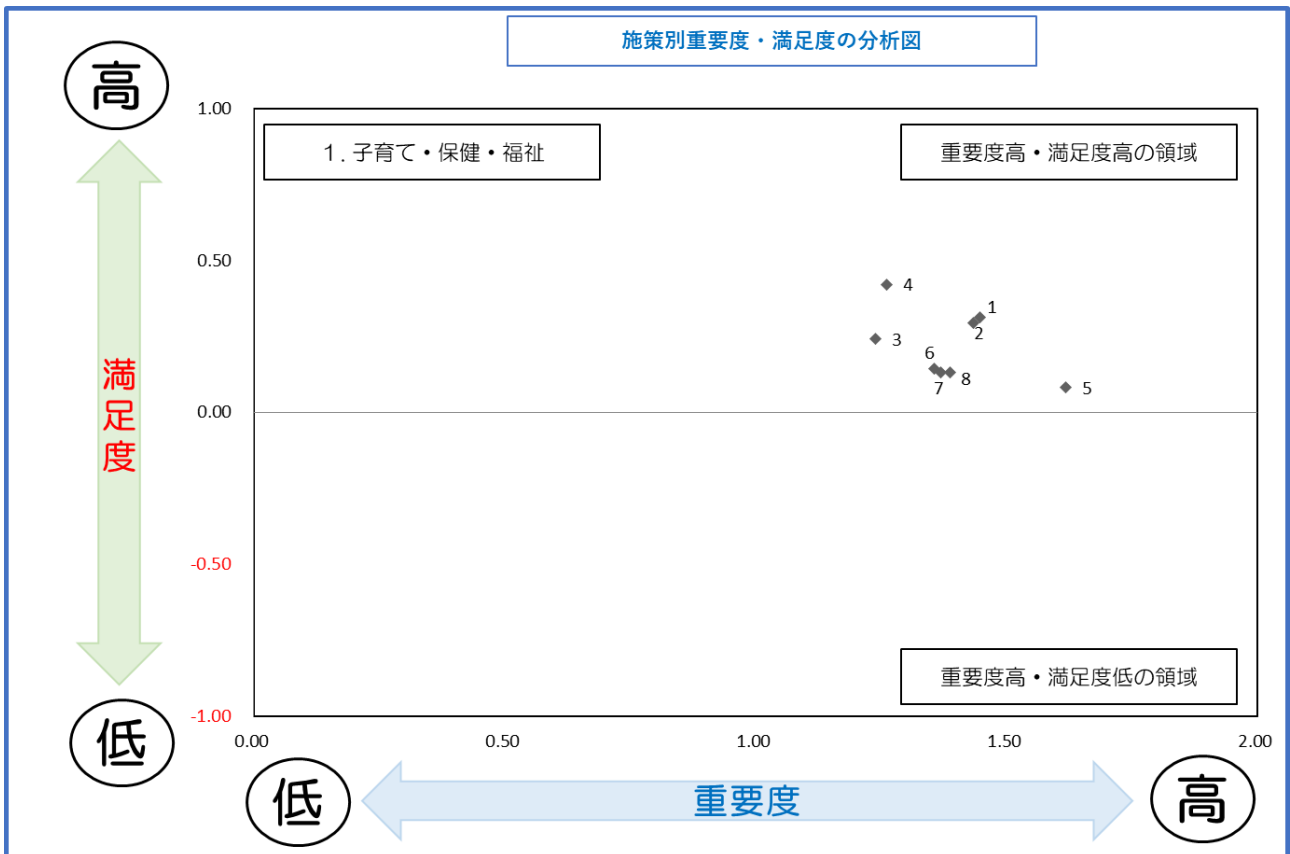 施策別重要度・満足度の分析図
高
1.00
１．子育て・保健・福祉
重要度高・満足度高の領域
0.50
4
1
2
3
6
7
8
5
満足度
0.00
-0.50
重要度高・満足度低の領域
-1.00
低
0.00 0.50 1.00 1.50 2.00
低
重要度
高